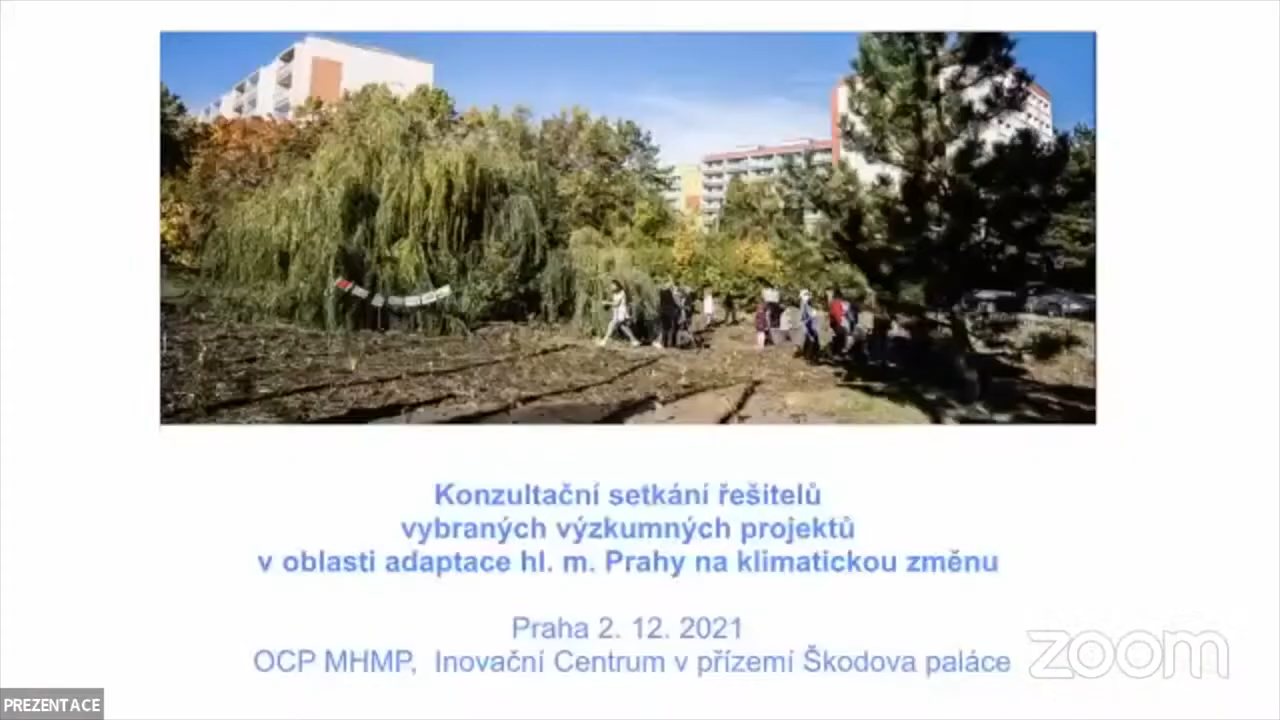 Konzultační setkání řešitelů
vybraných výzkumných projektů
v oblasti adaptace hl. m. Prahy na klimatickou změnu
Praha 2. 12. 2021
OCP MHMP, Inovační Centrum v přízemí Škodova paláce
zoom
PREZENTACE